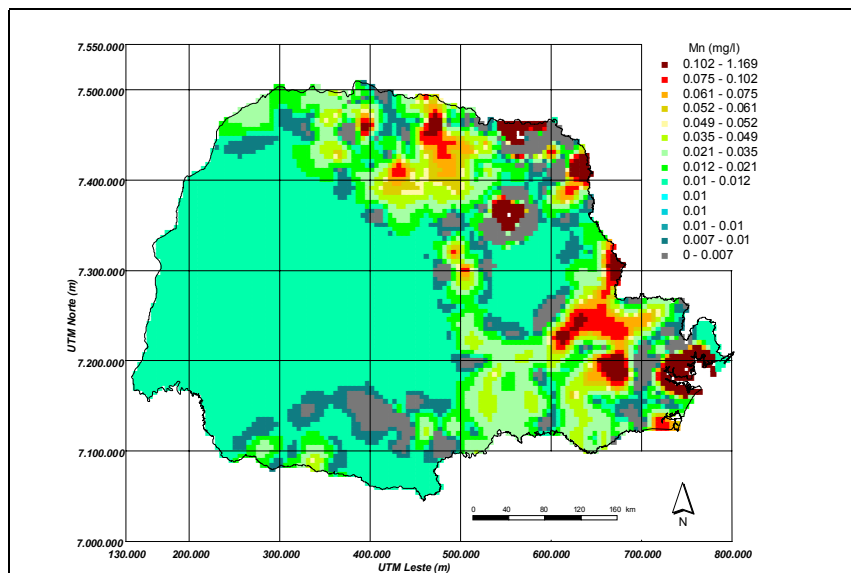 Mn (mg/l)
0.102 - 1.169
0.075 - 0.102
0.061 - 0.075
0.052 - 0.061
0.049 - 0.052
0.035 - 0.049
0.021 - 0.035
0.012 - 0.021
0.01 - 0.012
0.01
0.01
0.01 - 0.01
0.007 - 0.01
0 - 0.007
7.550.000
7.500.000
7.400.000
7.300.000
7.200.000
7.100.000
7.000.000
UTM Norte (m)
130.000 200.000 300.000 400.000 500.000 600.000 700.000 800.000
UTM Leste (m)
0 40 80 120 160 km
N